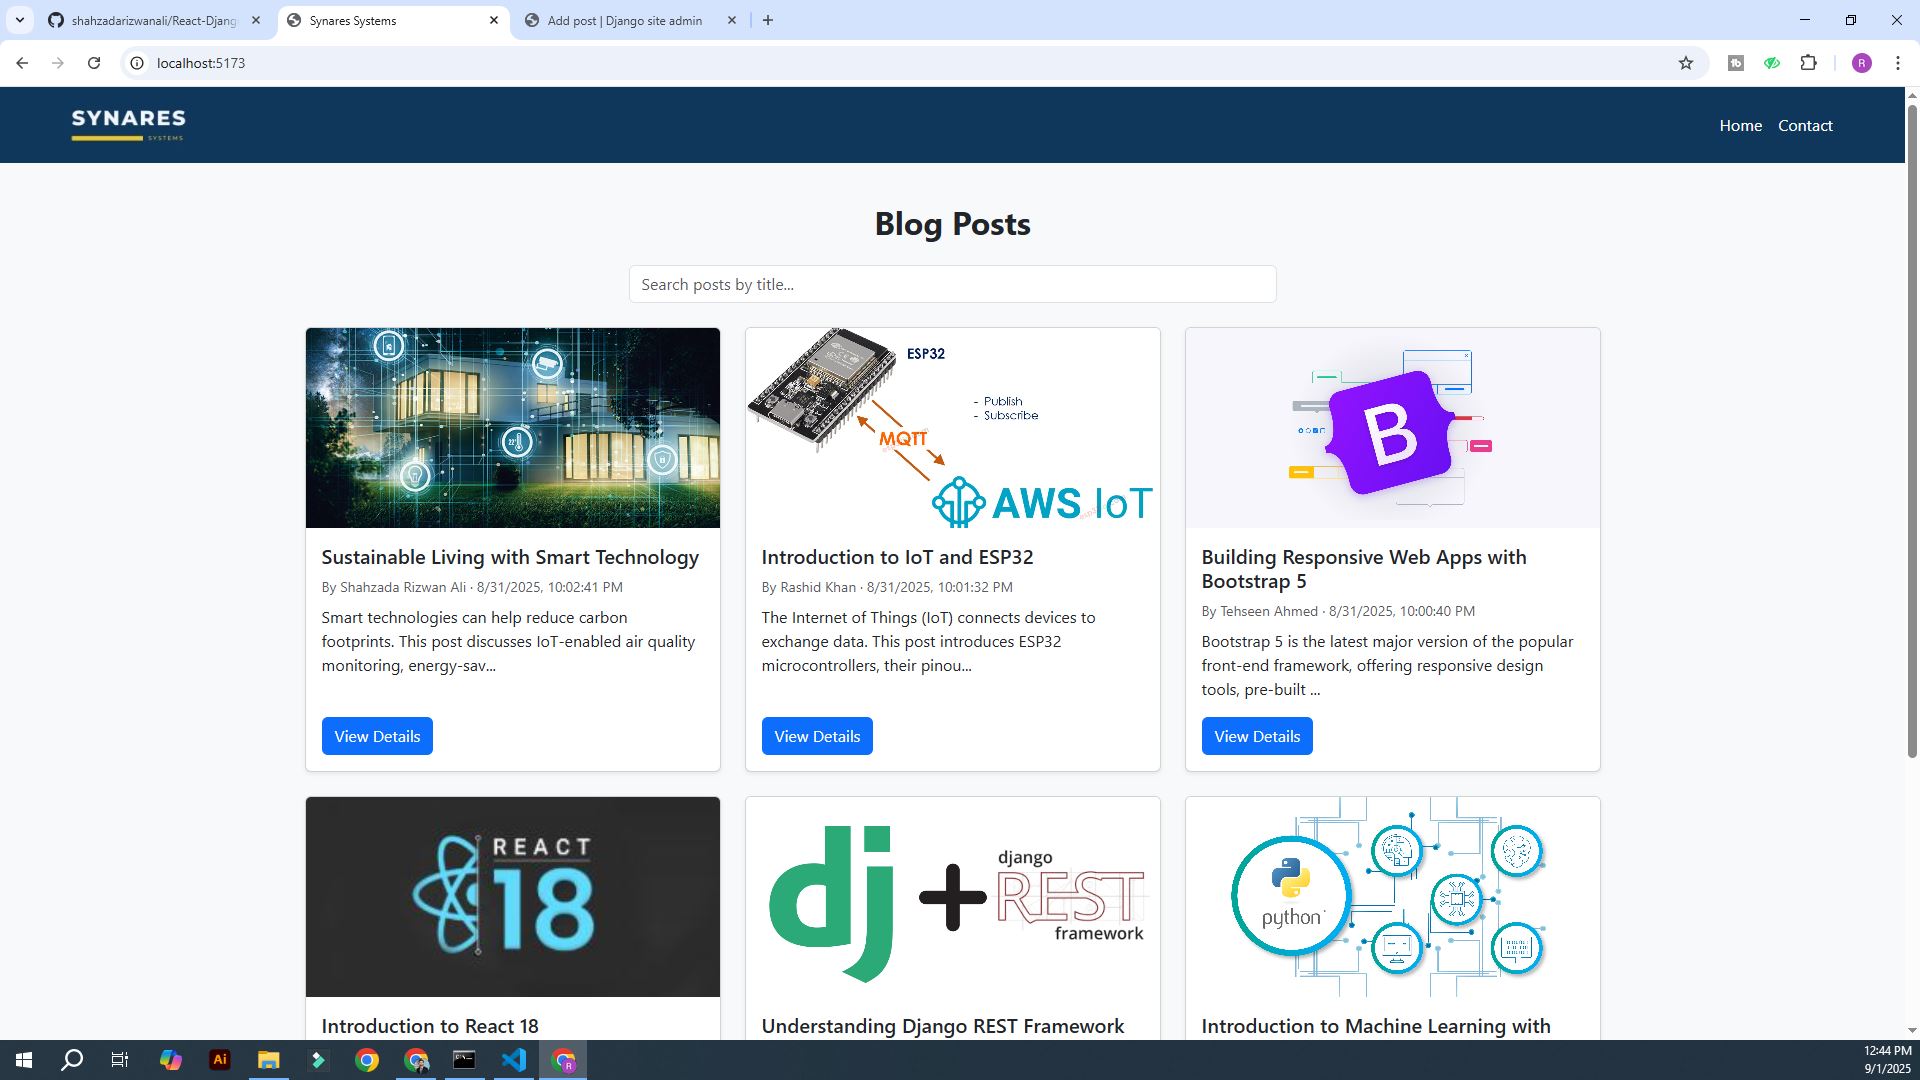 shahzadarizwanali/React-Djang
Synares Systems
Add post | Django site admin
localhost:5173
R
SYNARES
SYSTEMS
Home
Contact
Blog Posts
Search posts by title...
ESP32
- Publish
- Subscribe
MQTT
AWS IoT
B
22°
Sustainable Living with Smart Technology
By Shahzada Rizwan Ali · 8/31/2025, 10:02:41 PM
Smart technologies can help reduce carbon
footprints. This post discusses IoT-enabled air quality
monitoring, energy-sav...
View Details
Introduction to IoT and ESP32
By Rashid Khan · 8/31/2025, 10:01:32 PM
The Internet of Things (IoT) connects devices to
exchange data. This post introduces ESP32
microcontrollers, their pinou...
View Details
Building Responsive Web Apps with
Bootstrap 5
By Tehseen Ahmed · 8/31/2025, 10:00:40 PM
Bootstrap 5 is the latest major version of the popular
front-end framework, offering responsive design
tools, pre-built ...
View Details
REACT
18
dj
+
django
REST
framework
python
Introduction to React 18
Understanding Django REST Framework
Introduction to Machine Learning with
Ai
R
12:44 PM
9/1/2025